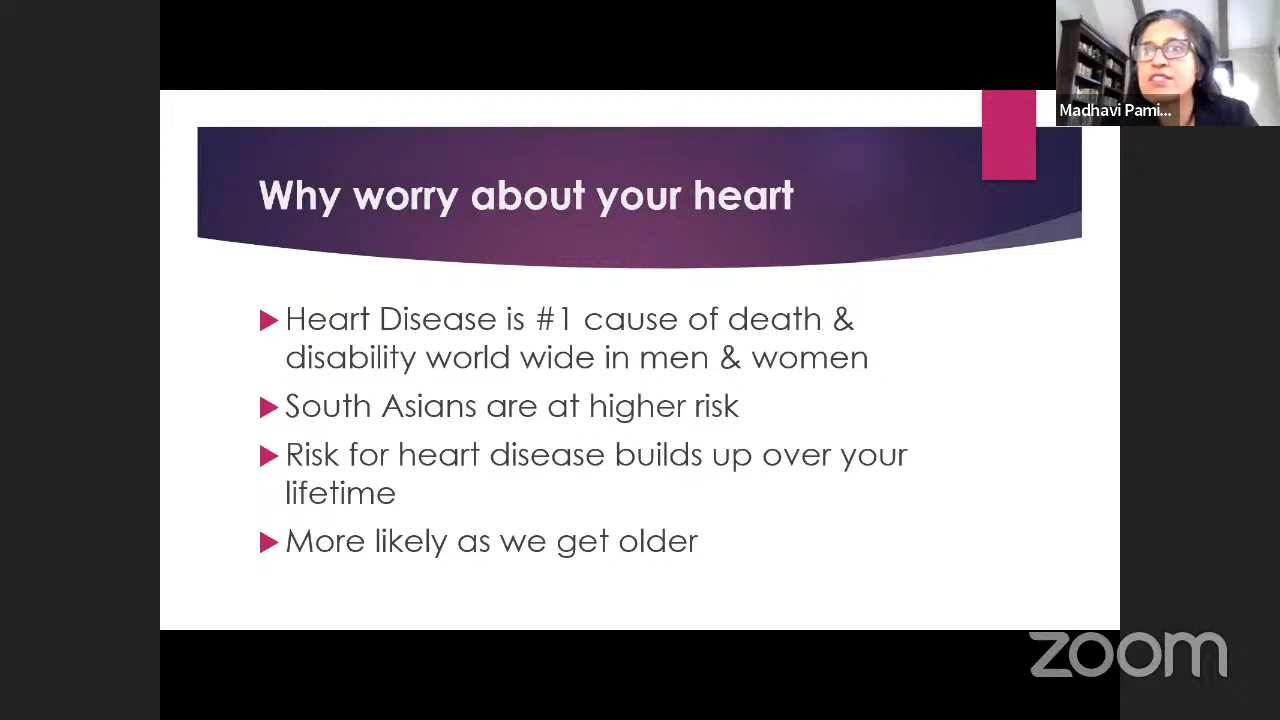 Madhavi Pami...
Why worry about your heart
Heart Disease is #1 cause of death &
disability world wide in men & women
South Asians are at higher risk
Risk for heart disease builds up over your
lifetime
More likely as we get older
zoom